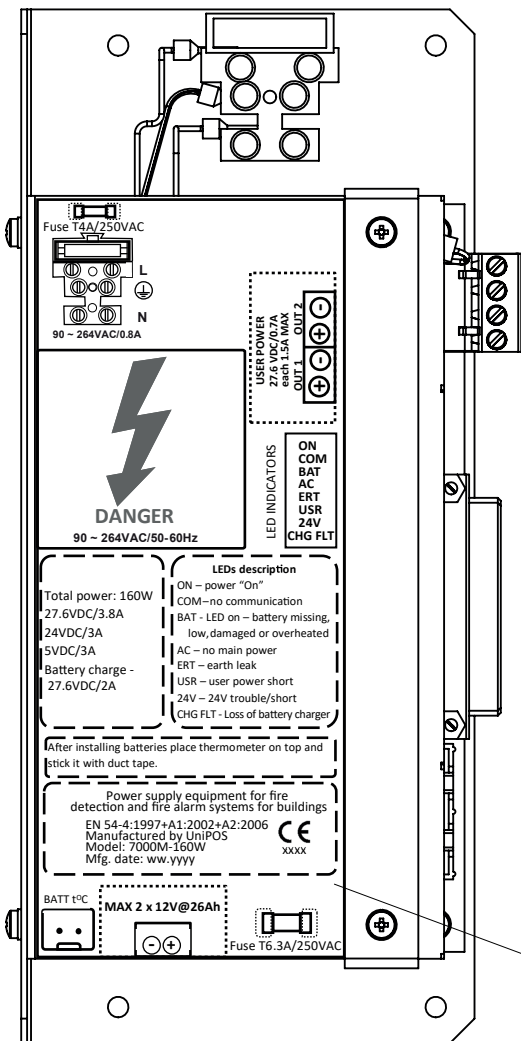 Fuse T4A/250VAC
L
N
90 ~ 264VAC/0.8A
USER POWER
27.6 VDC/0.7A
each 1.5A MAX
OUT 1 OUT 2
- + - +
DANGER
90 ~ 264VAC/50-60Hz
LED INDICATORS
ON
COM
BAT
AC
ERT
USR
24V
CHG FLT
Total power: 160W
27.6VDC/3.8A
24VDC/3A
5VDC/3A
Battery charge -
27.6VDC/2A
LEDs description
ON – power “On”
COM–no communication
BAT - LED on – battery missing,
low,damaged or overheated
AC – no main power
ERT – earth leak
USR – user power short
24V – 24V trouble/short
CHG FLT - Loss of battery charger
After installing batteries place thermometer on top and
stick it with duct tape.
Power supply equipment for fire
detection and fire alarm systems for buildings
EN 54-4:1997+A1:2002+A2:2006
Manufactured by UniPOS
Model: 7000M-160W
Mfg. date: ww.yyyy
CE
xxxx
BATT tºC
MAX 2 x 12V@26Ah
- +
Fuse T6.3A/250VAC